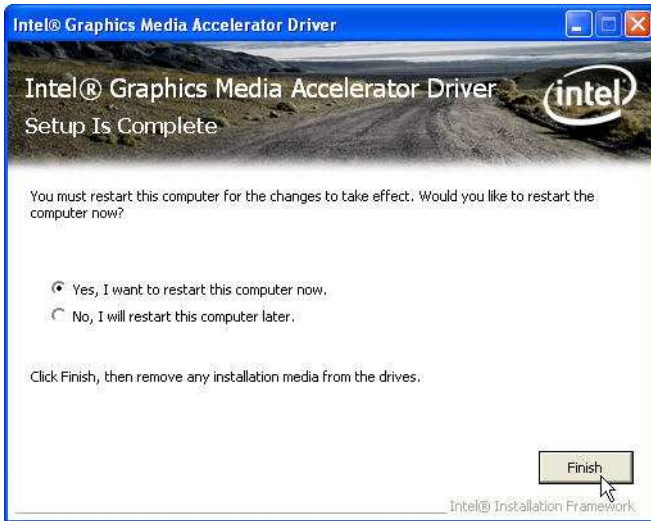 Intel® Graphics Media Accelerator Driver
Intel® Graphics Media Accelerator Driver
intel
Setup Is Complete
You must restart this computer for the changes to take effect. Would you like to restart the
computer now?
Yes, I want to restart this computer now.
No, I will restart this computer later.
Click Finish, then remove any installation media from the drives.
Finish
Intel® Installation Framework